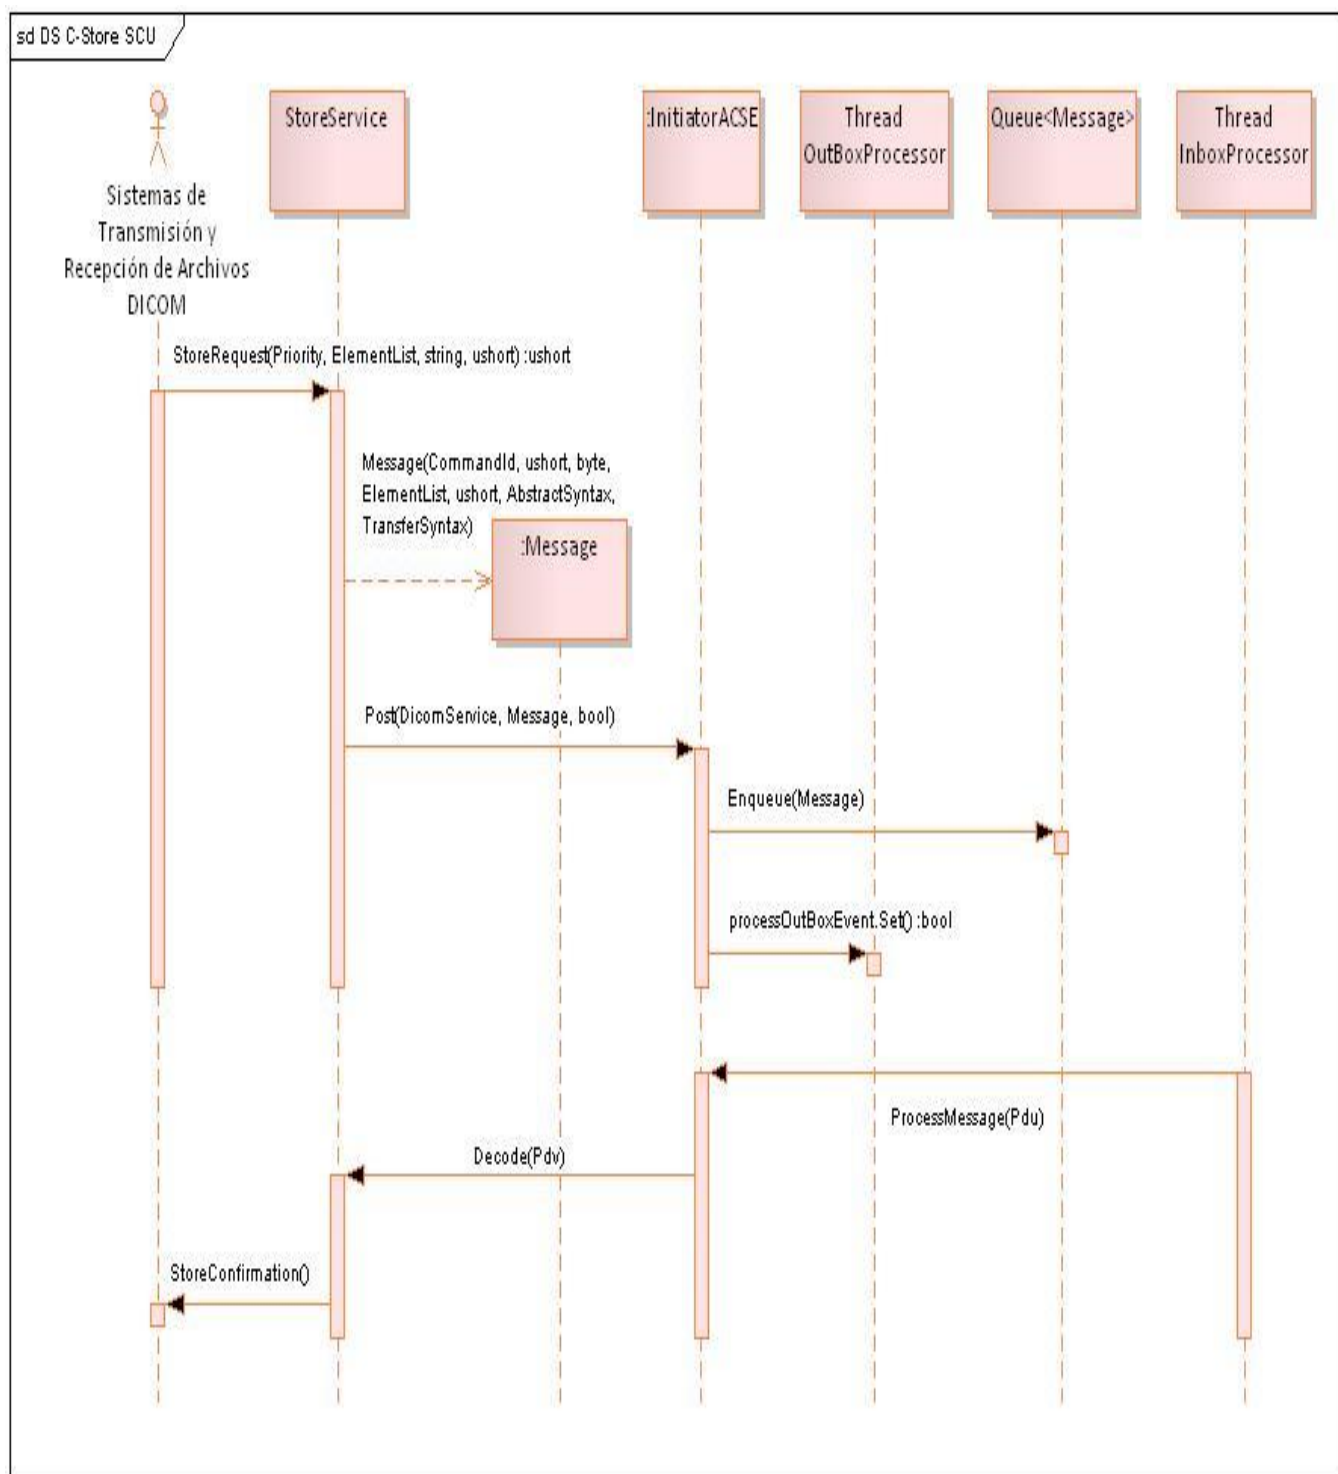 sd DS C-Store SCU
StoreService
:InitiatorACSE
Thread
OutBoxProcessor
Queue<Message>
Thread
InboxProcessor
Sistemas de
Transmisión y
Recepción de Archivos
DICOM
StoreRequest(Priority, ElementList, string, ushort) :ushort
Message(CommandId, ushort, byte,
ElementList, ushort, AbstractSyntax,
TransferSyntax)
:Message
Post(DicomService, Message, bool)
Enqueue(Message)
processOutBoxEvent.Set() :bool
ProcessMessage(Pdu)
Decode(Pdv)
StoreConfirmation()